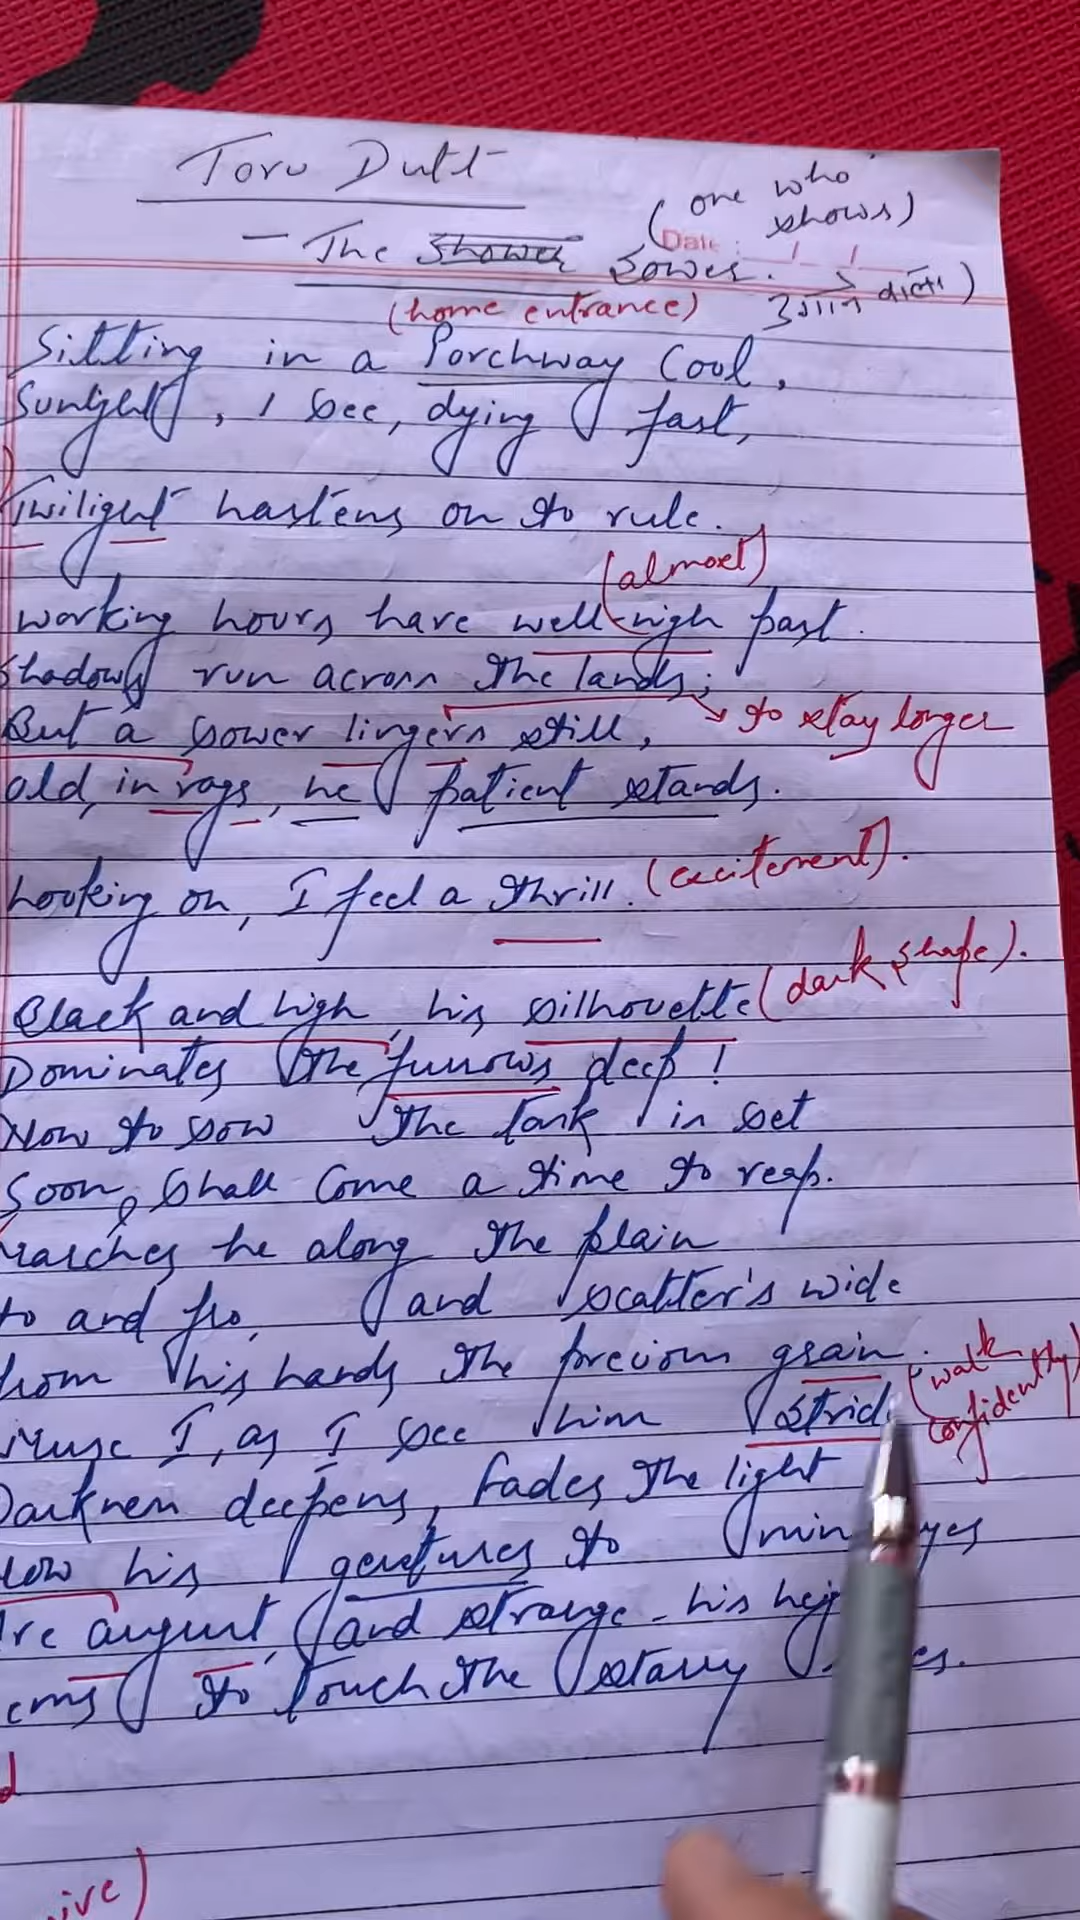 Toru Dutt
(one who shows)
- The Shower Sower.
Date : / /
(home entrance)
Sitting in a Porchway Cool,
Sunlight, I see, dying fast,
Twilight hastens on to rule.
(almost)
working hours have well-nigh past.
Shadows run across the lands;
But a sower lingers still,
to stay longer
old, in rags, he patient stands.
Looking on, I feel a thrill. (excitement).
Black and high, his silhouette (dark shape).
Dominates the furrows deep!
Now to sow the task is set
Soon shall come a time to reap.
Marches he along the plain
to and fro, and scatter's wide
from his hands the precious grain.
(walk confidently)
Muse I, as I see him Strid
Darkness deepens, fades the light
Now his gestures to
are august, and strange - his
to touch the starry